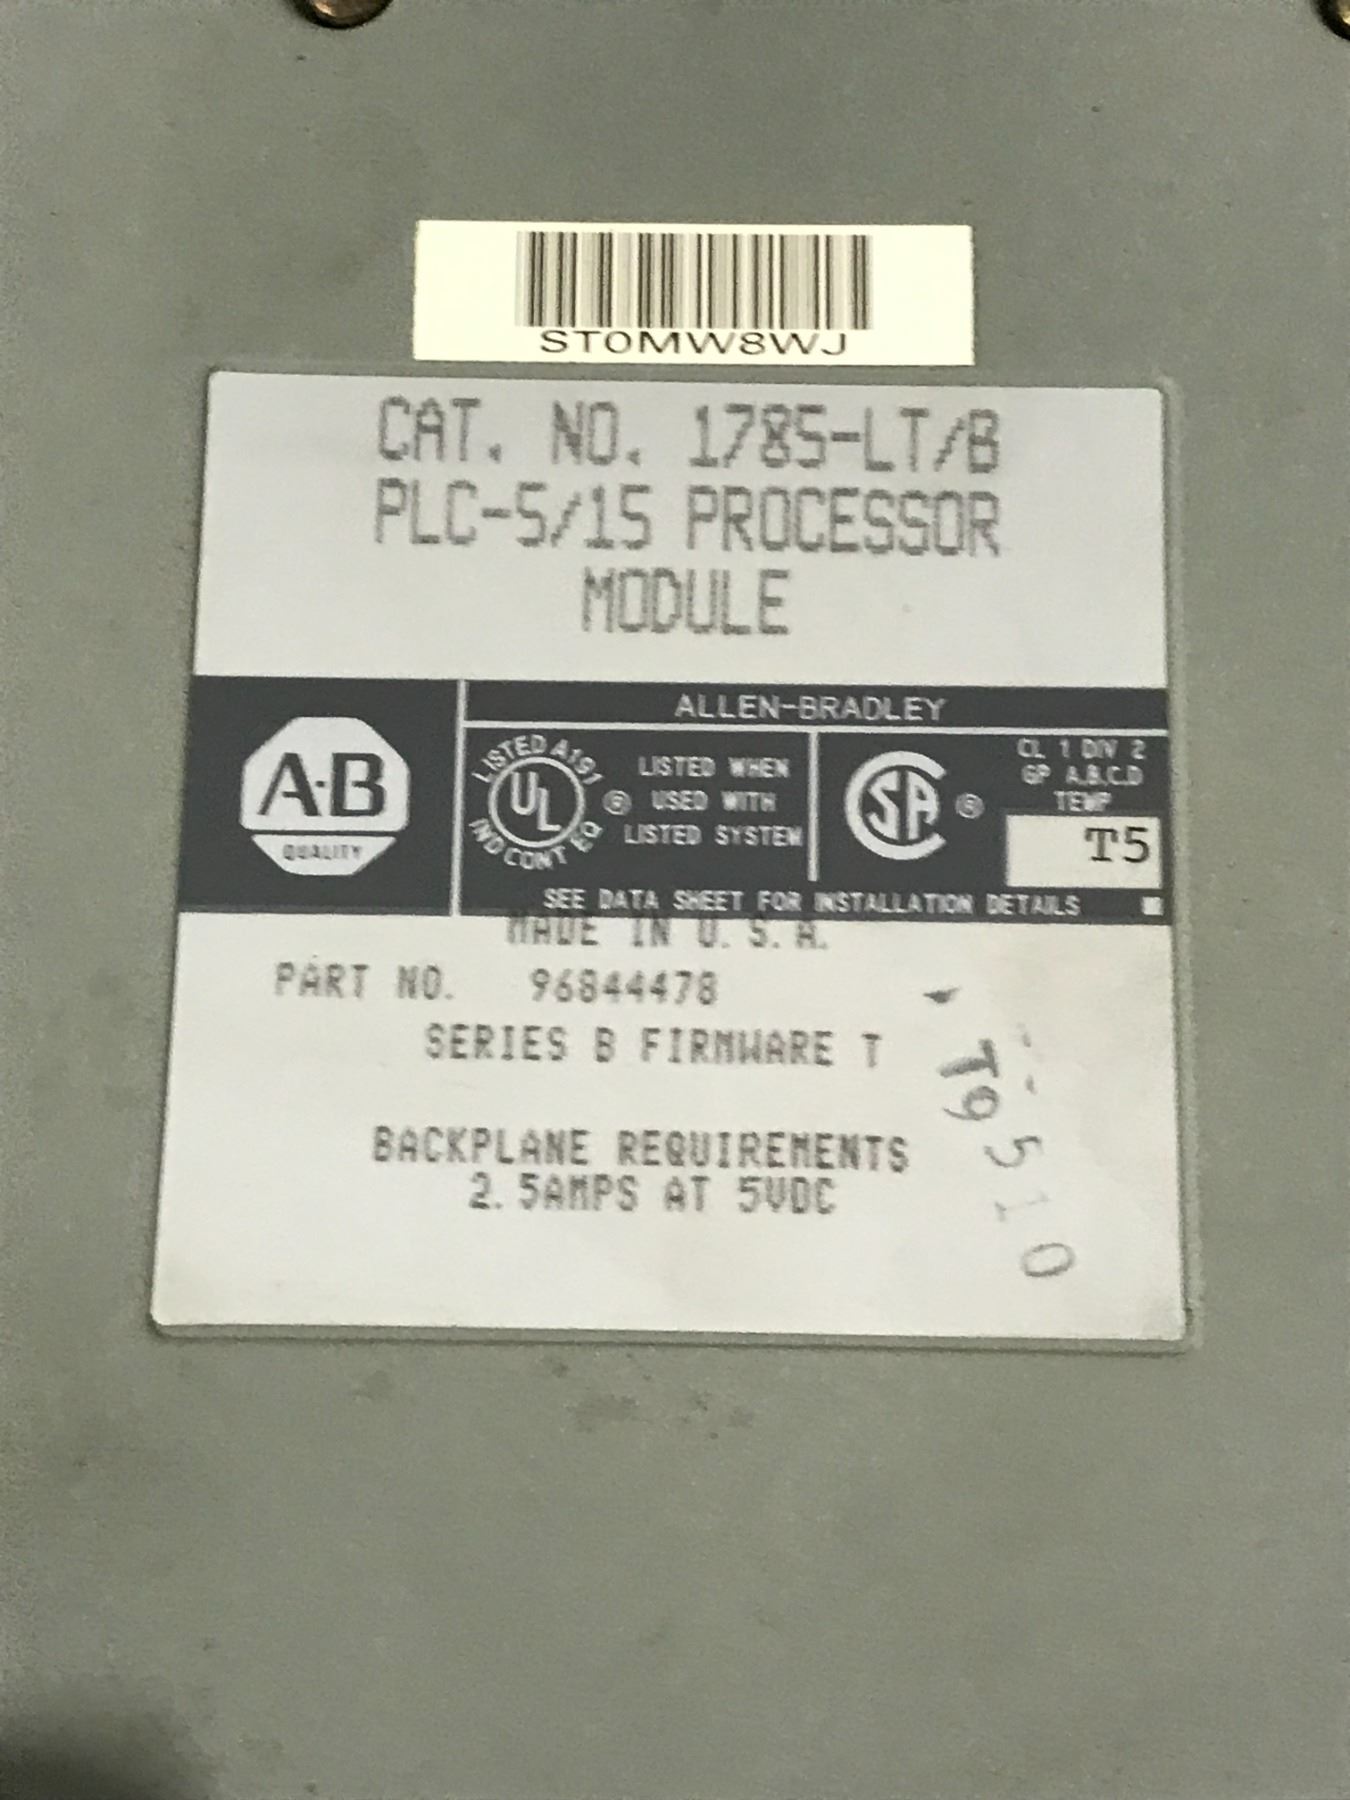 ST0MW8WJ
CAT. NO. 1785-LT/B
PLC-5/15 PROCESSOR
MODULE
ALLEN-BRADLEY
A·B
QUALITY
LISTED A191
UL
IND CONT EQ
®
LISTED WHEN
USED WITH
LISTED SYSTEM
SA
®
CL 1 DIV 2
GP A,B,C,D
TEMP
T5
SEE DATA SHEET FOR INSTALLATION DETAILS
MADE IN U.S.A.
PART NO. 96844478
SERIES B FIRMWARE T
BACKPLANE REQUIREMENTS
2.5AMPS AT 5VDC
T9510